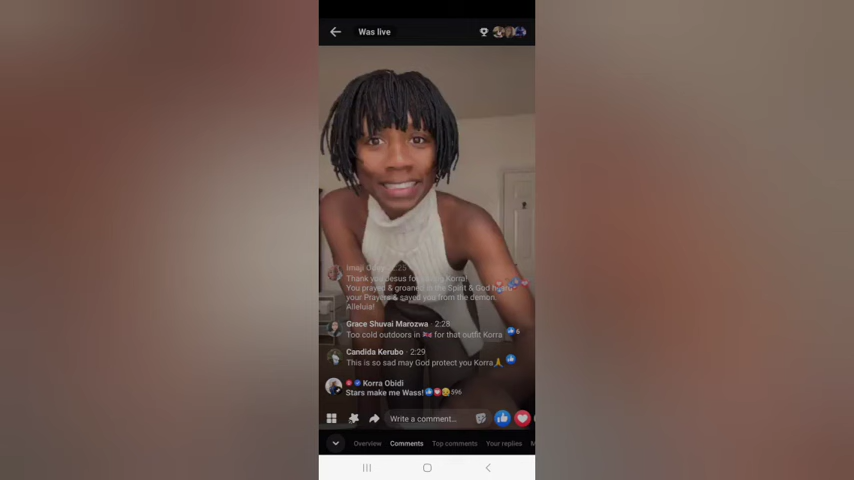 Was live
Thank you Jesus for
You prayed & groaned in the Spirit & God
your Prayers & saved you from the demon.
Alleluia!
Grace Shuvai Marozwa · 2:28
Too cold outdoors in 🇬🇧 for that outfit Korra
6
Candida Kerubo · 2:29
This is so sad may God protect you Korra🙏
Korra Obidi
Stars make me Wass!
596
Write a comment...
Overview Comments Top comments Your replies